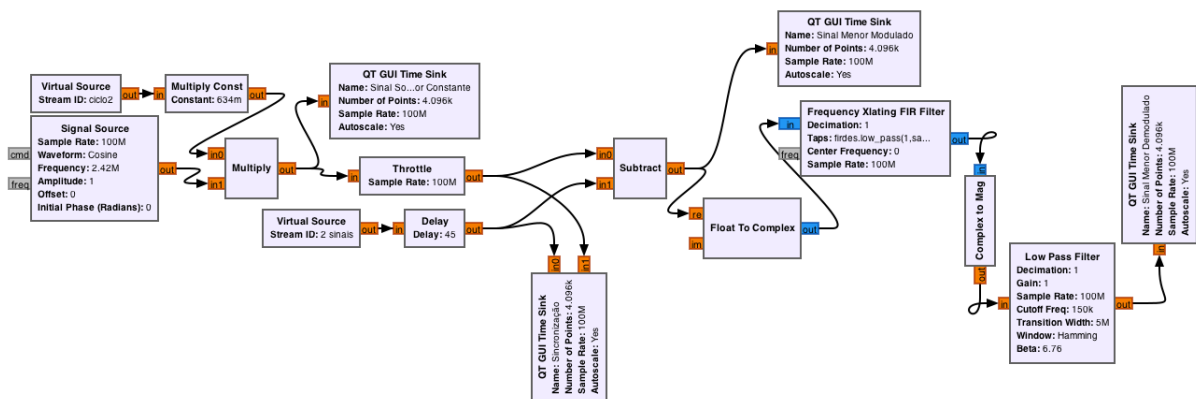 Virtual Source
Stream ID: ciclo2
out
in
Multiply Const
Constant: 634m
out
Signal Source
Sample Rate: 100M
Waveform: Cosine
Frequency: 2.42M
Amplitude: 1
Offset: 0
Initial Phase (Radians): 0
cmd
freq
out
in0
in1
Multiply
out
in
QT GUI Time Sink
Name: Sinal So...or Constante
Number of Points: 4.096k
Sample Rate: 100M
Autoscale: Yes
in
Throttle
Sample Rate: 100M
out
Virtual Source
Stream ID: 2 sinais
out
in
Delay
Delay: 45
out
in0
in1
QT GUI Time Sink
Name: Sincronização
Number of Points: 4.096k
Sample Rate: 100M
Autoscale: Yes
in0
in1
Subtract
out
in
QT GUI Time Sink
Name: Sinal Menor Modulado
Number of Points: 4.096k
Sample Rate: 100M
Autoscale: Yes
re
im
Float To Complex
out
in
freq
Frequency Xlating FIR Filter
Decimation: 1
Taps: firdes.low_pass(1,sa...
Center Frequency: 0
Sample Rate: 100M
out
in
Complex to Mag
out
in
Low Pass Filter
Decimation: 1
Gain: 1
Sample Rate: 100M
Cutoff Freq: 150k
Transition Width: 5M
Window: Hamming
Beta: 6.76
out
in
QT GUI Time Sink
Name: Sinal Menor Demodulado
Number of Points: 4.096k
Sample Rate: 100M
Autoscale: Yes